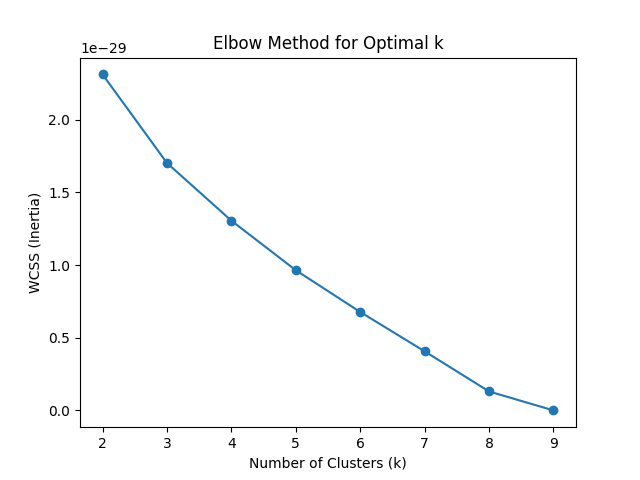 Elbow Method for Optimal k
1e−29
WCSS (Inertia)
2.0
1.5
1.0
0.5
0.0
2 3 4 5 6 7 8 9
Number of Clusters (k)